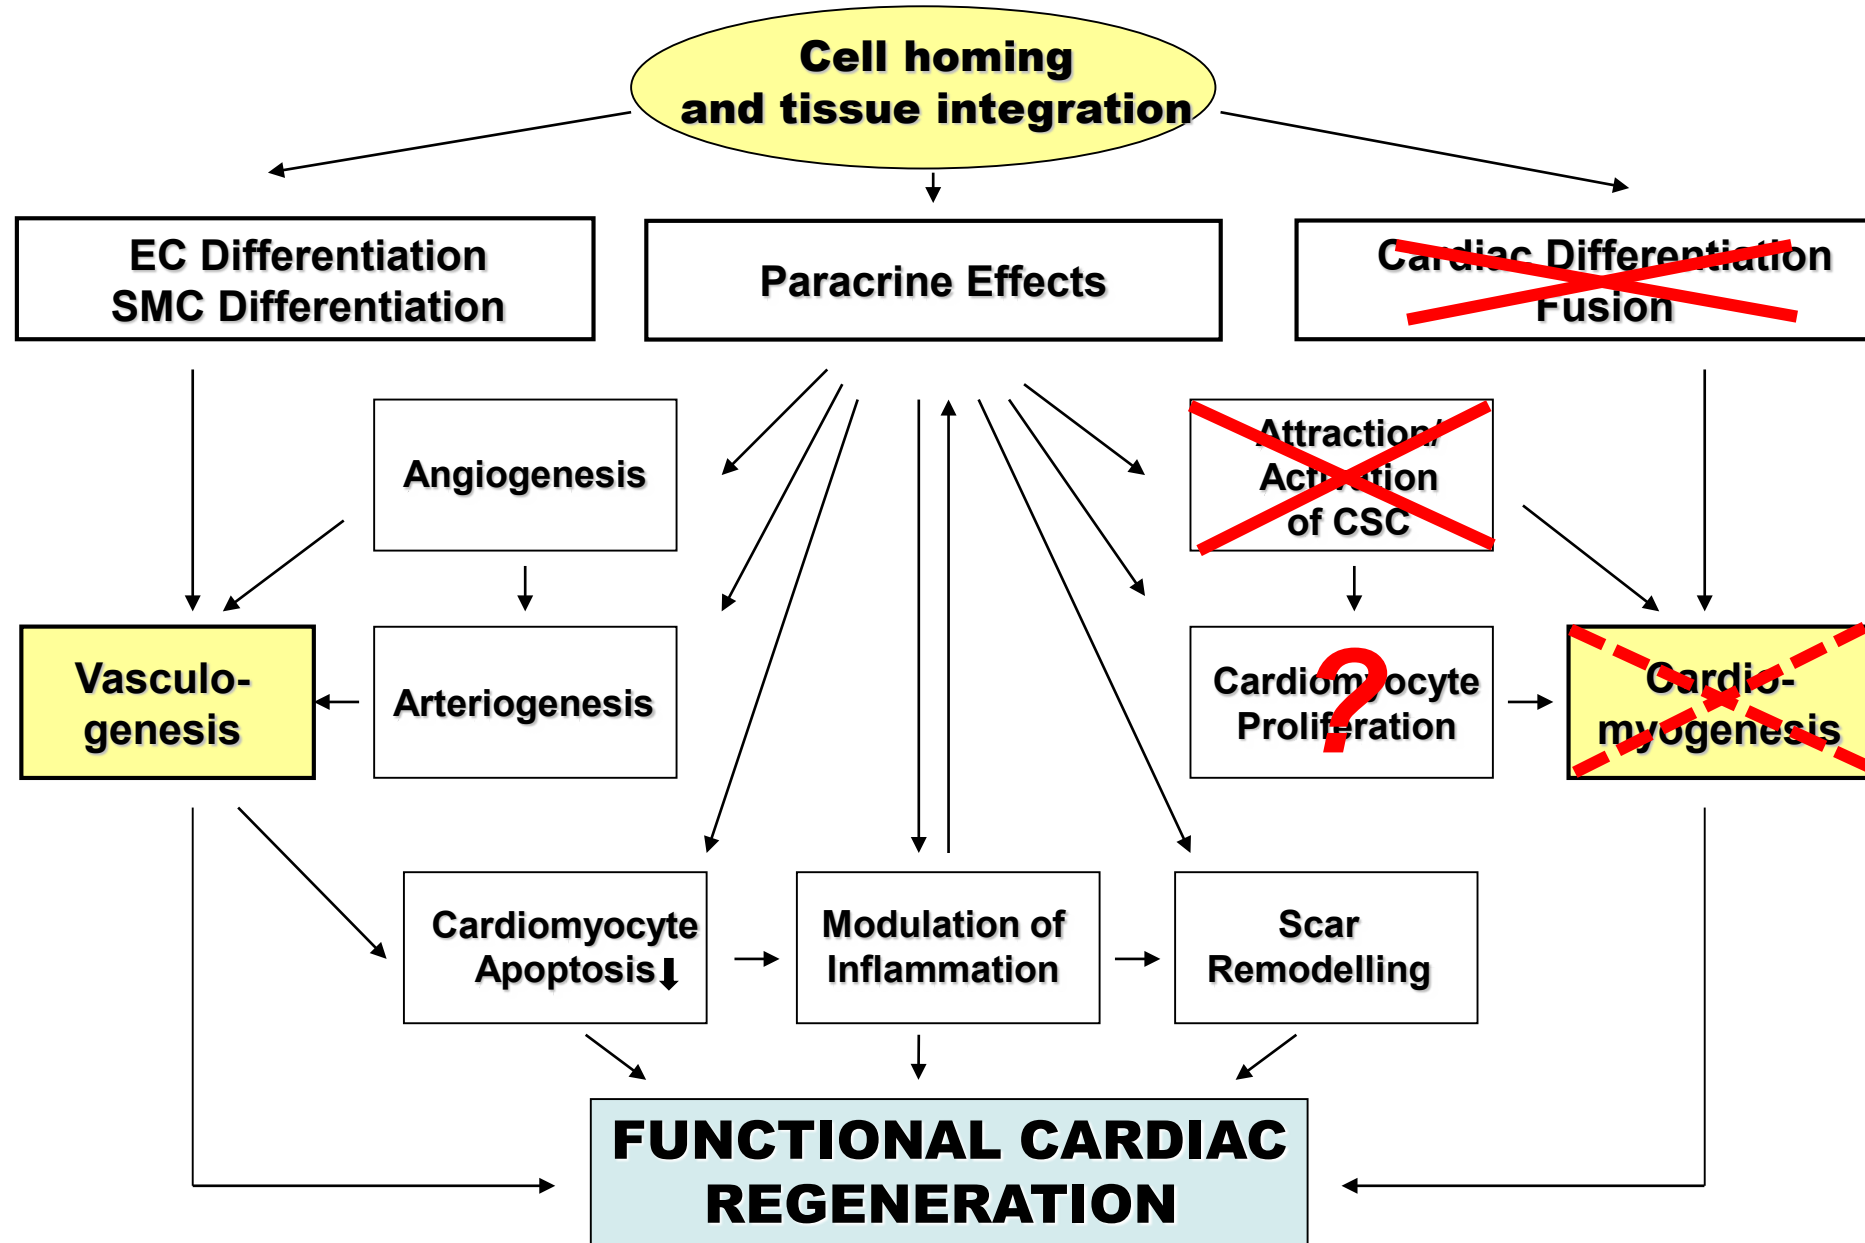 Cell homing
and tissue integration
EC Differentiation
SMC Differentiation
Paracrine Effects
Cardiac Differentiation
Fusion
Angiogenesis
Attraction/
Activation
of CSC
Vasculo-
genesis
Arteriogenesis
Cardiomyocyte
Proliferation
?
Cardio-
myogenesis
Cardiomyocyte
Apoptosis⬇
Modulation of
Inflammation
Scar
Remodelling
FUNCTIONAL CARDIAC
REGENERATION